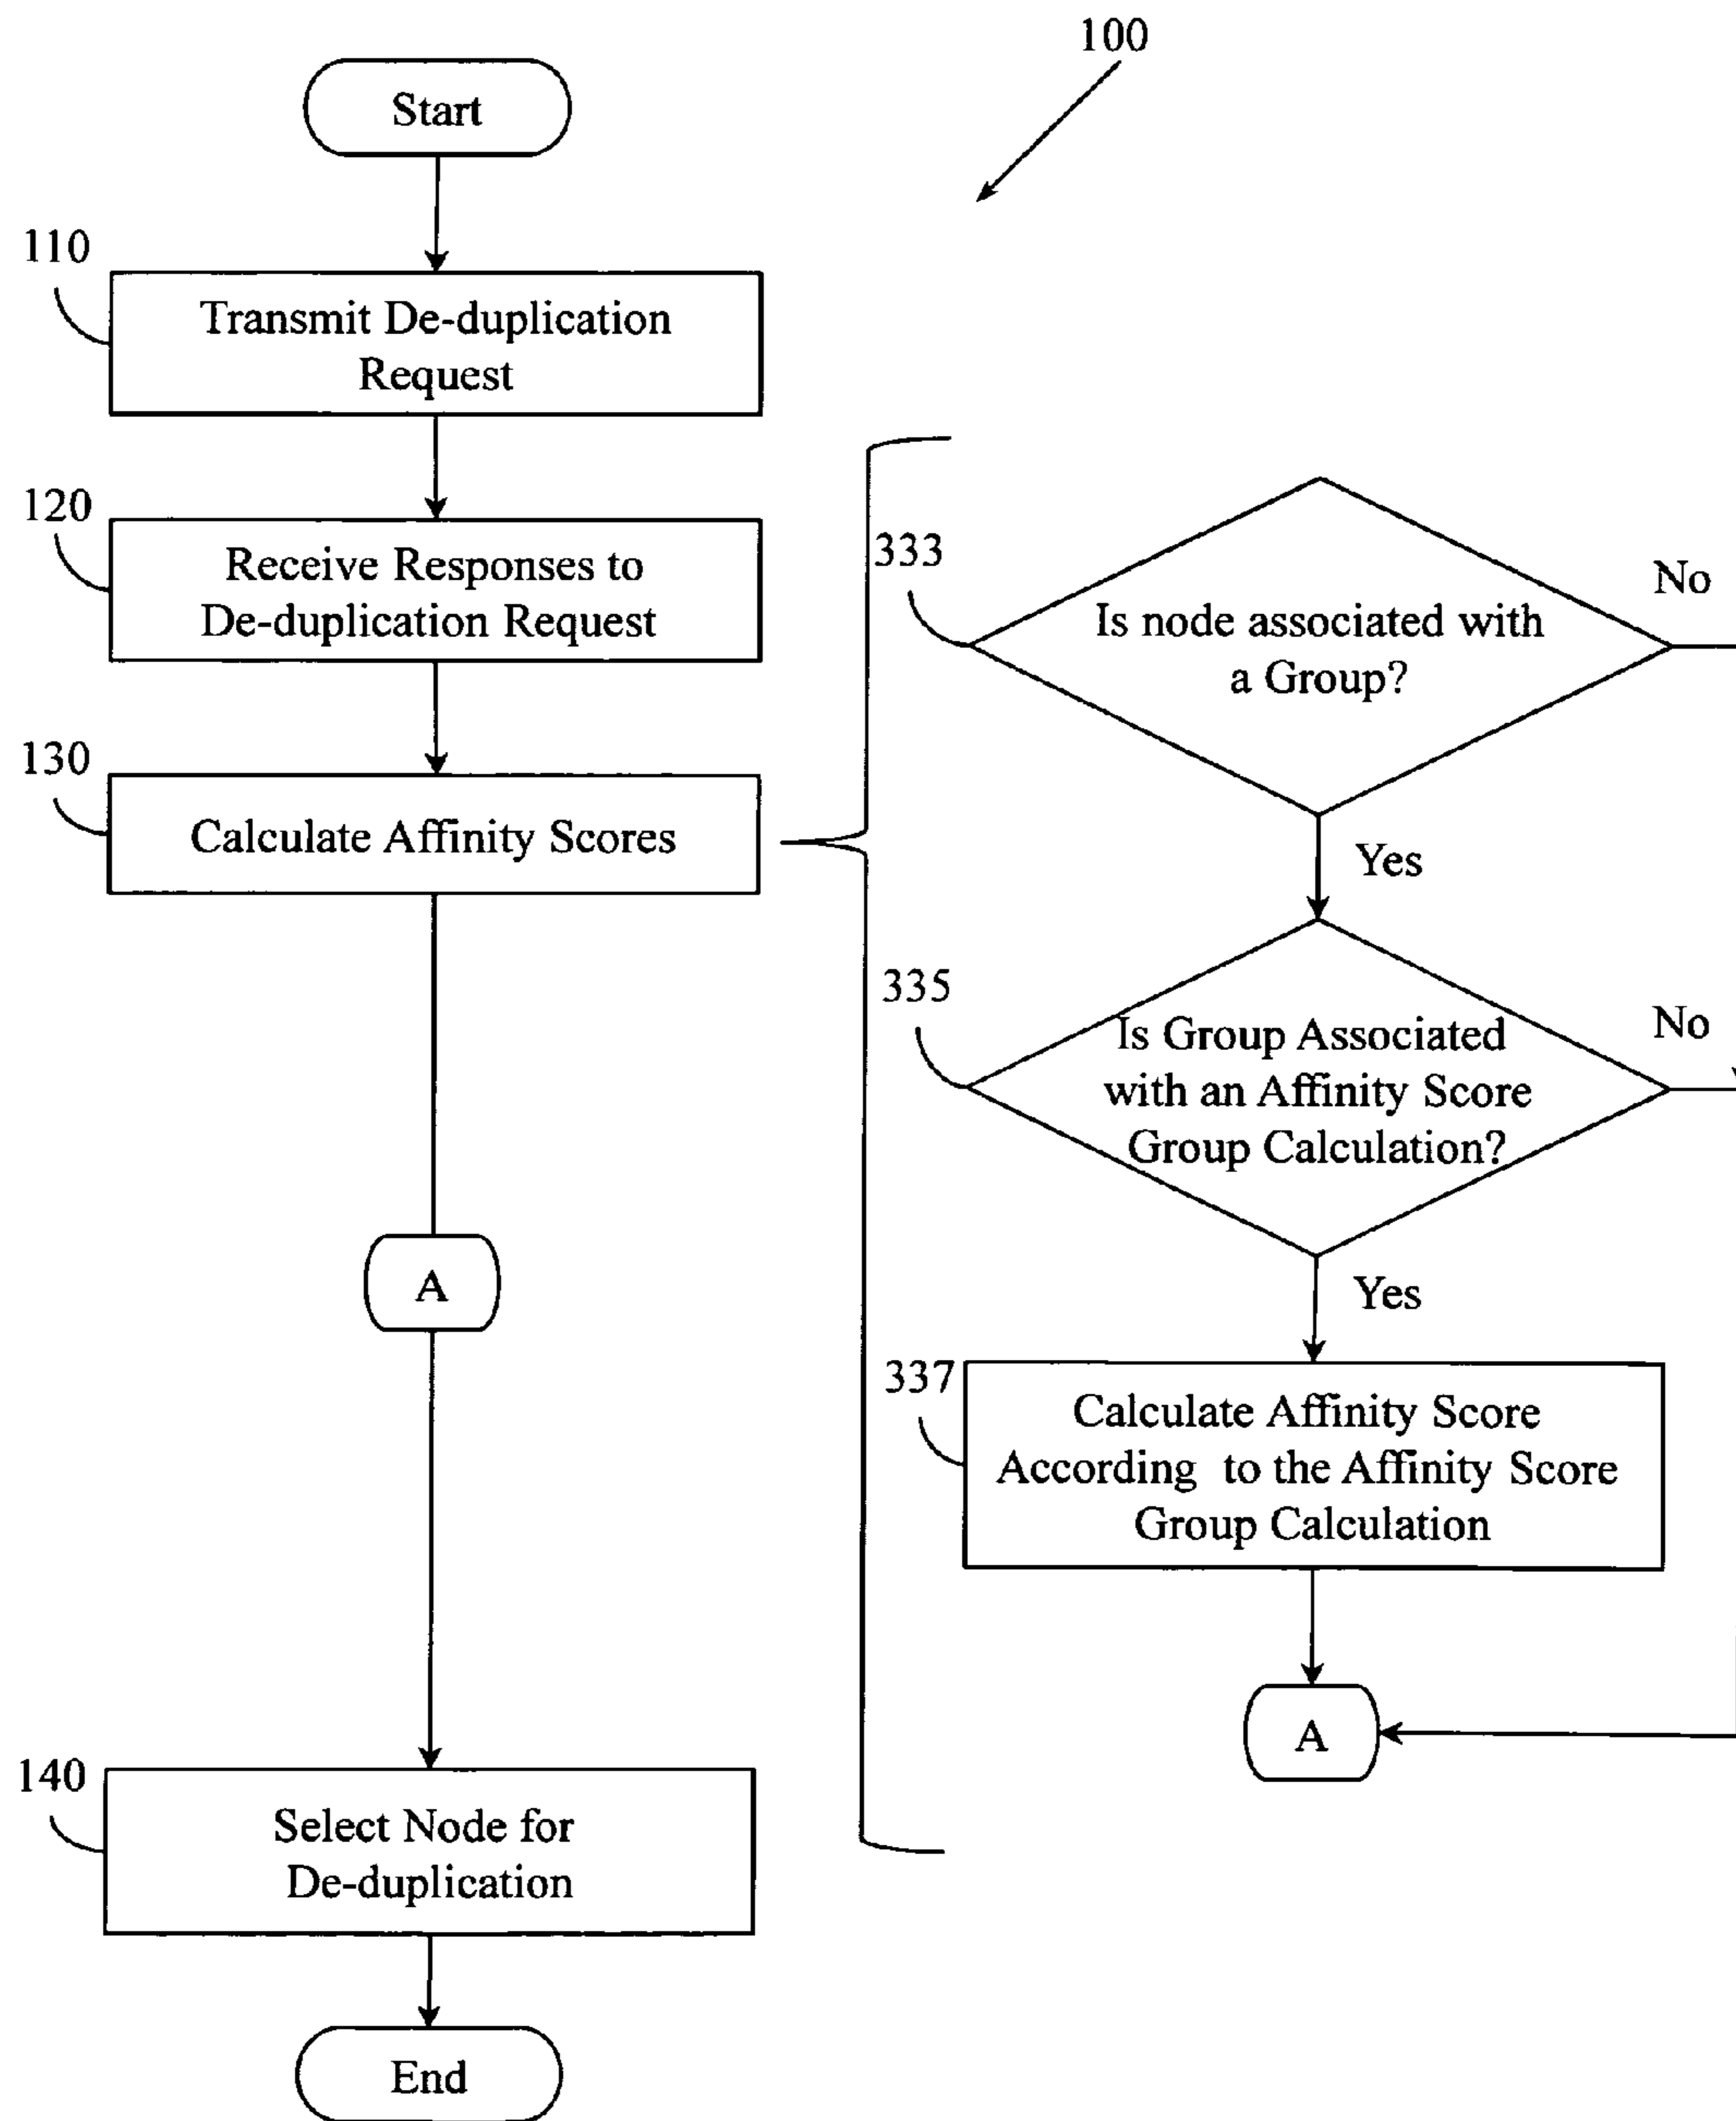 100
Start
110
Transmit De-duplication
Request
120
Receive Responses to
De-duplication Request
130
Calculate Affinity Scores
A
140
Select Node for
De-duplication
End
333
Is node associated with
a Group?
No
Yes
335
Is Group Associated
with an Affinity Score
Group Calculation?
No
Yes
337
Calculate Affinity Score
According to the Affinity Score
Group Calculation
A